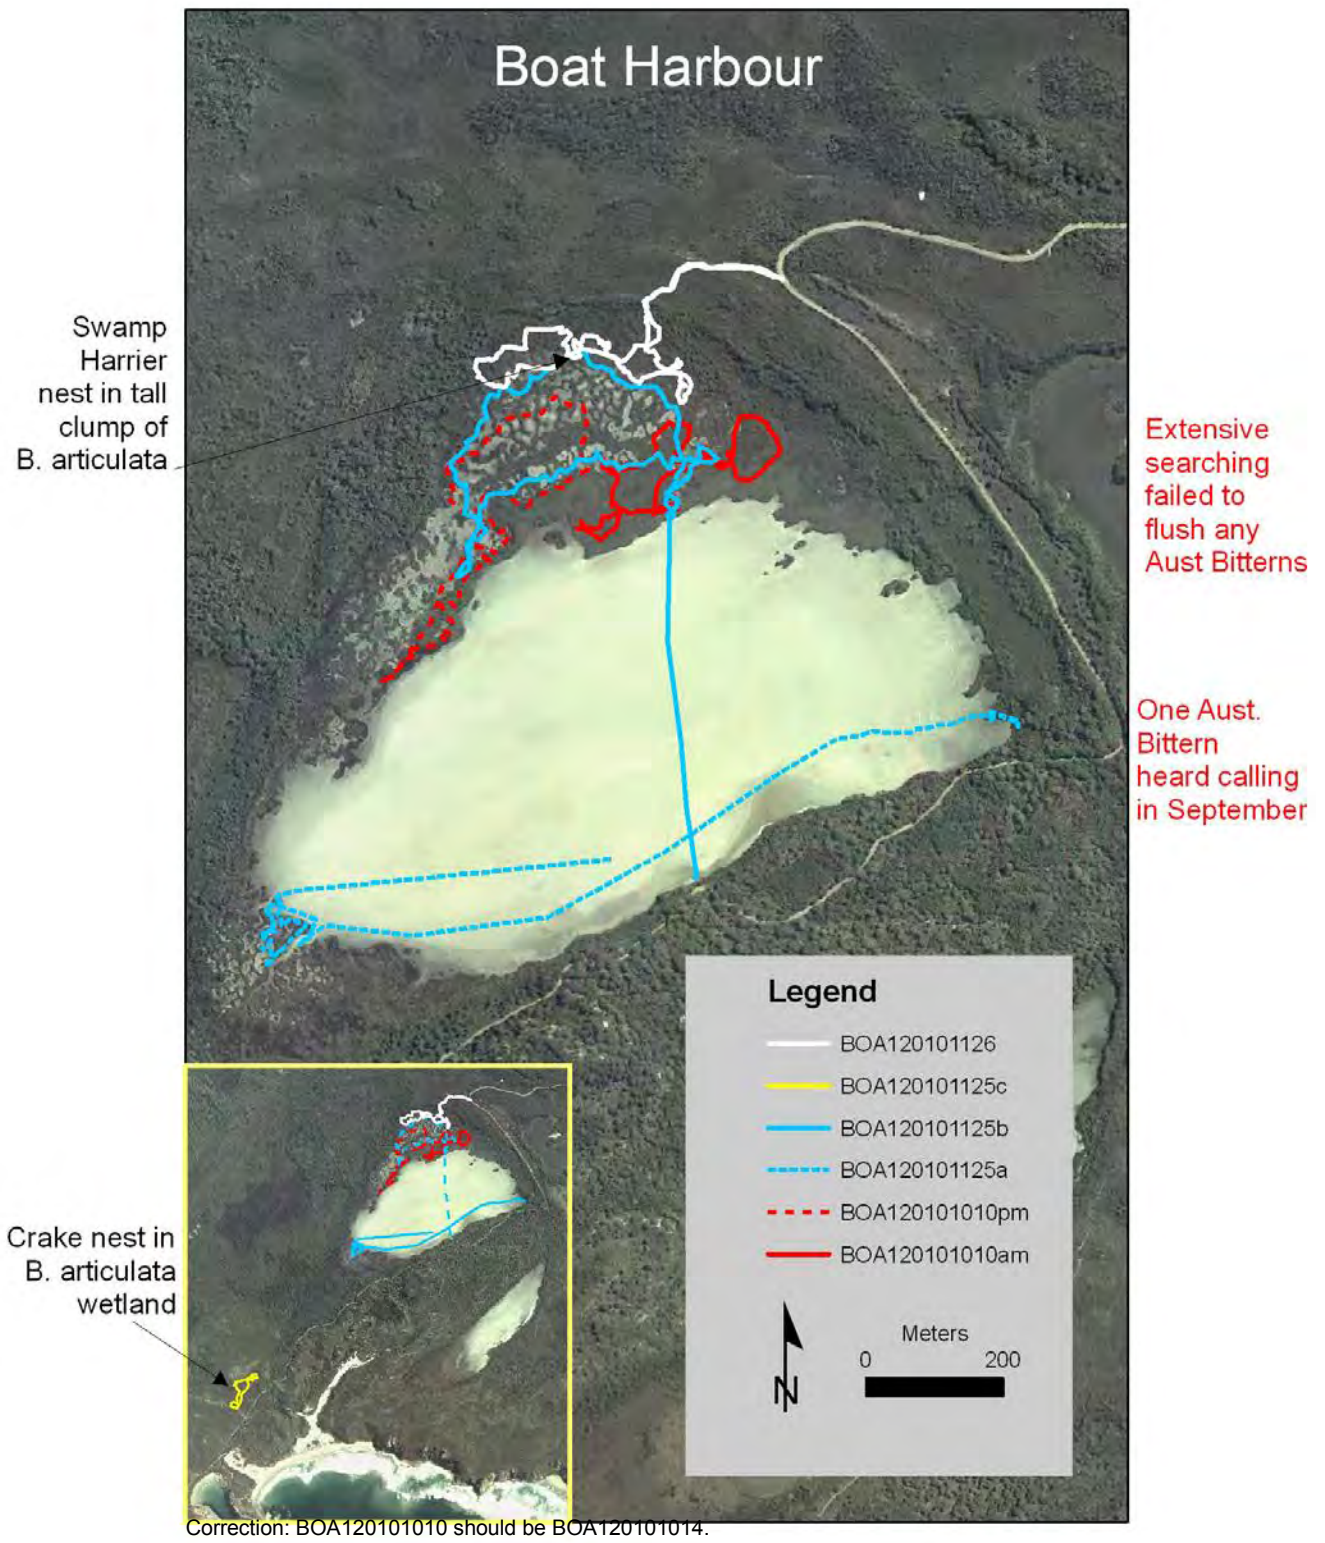 Boat Harbour
Swamp
Harrier
nest in tall
clump of
B. articulata
Extensive
searching
failed to
flush any
Aust Bitterns
One Aust.
Bittern
heard calling
in September
Legend
BOA120101126
BOA120101125c
BOA120101125b
BOA120101125a
BOA120101010pm
BOA120101010am
Meters
0 200
N
Crake nest in
B. articulata
wetland
Correction: BOA120101010 should be BOA120101014.